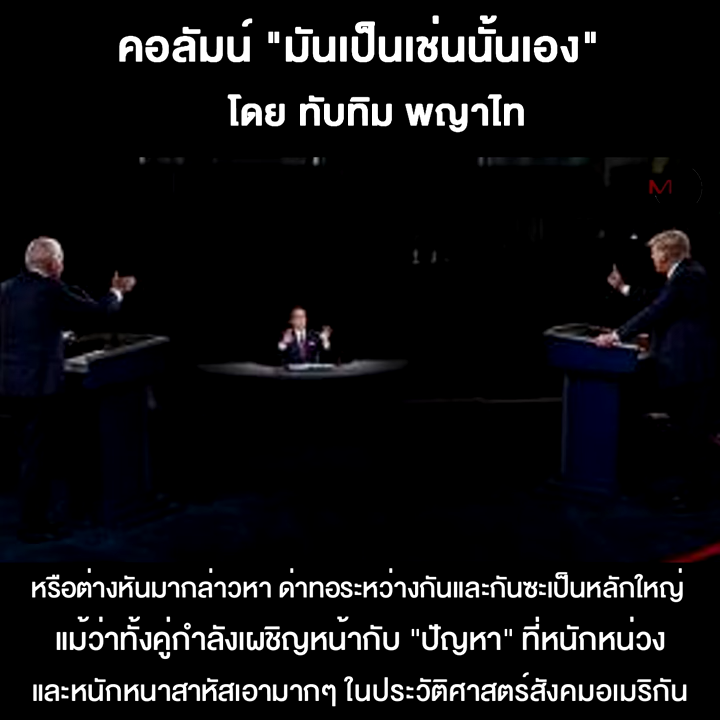 คอลัมน์ "มันเป็นเช่นนั้นเอง"
โดย ทับทิม พญาไท
M
หรือต่างหันมากล่าวหา ด่าทอระหว่างกันและกันซะเป็นหลักใหญ่
แม้ว่าทั้งคู่กำลังเผชิญหน้ากับ "ปัญหา" ที่หนักหน่วง
และหนักหนาสาหัสเอามากๆ ในประวัติศาสตร์สังคมอเมริกัน